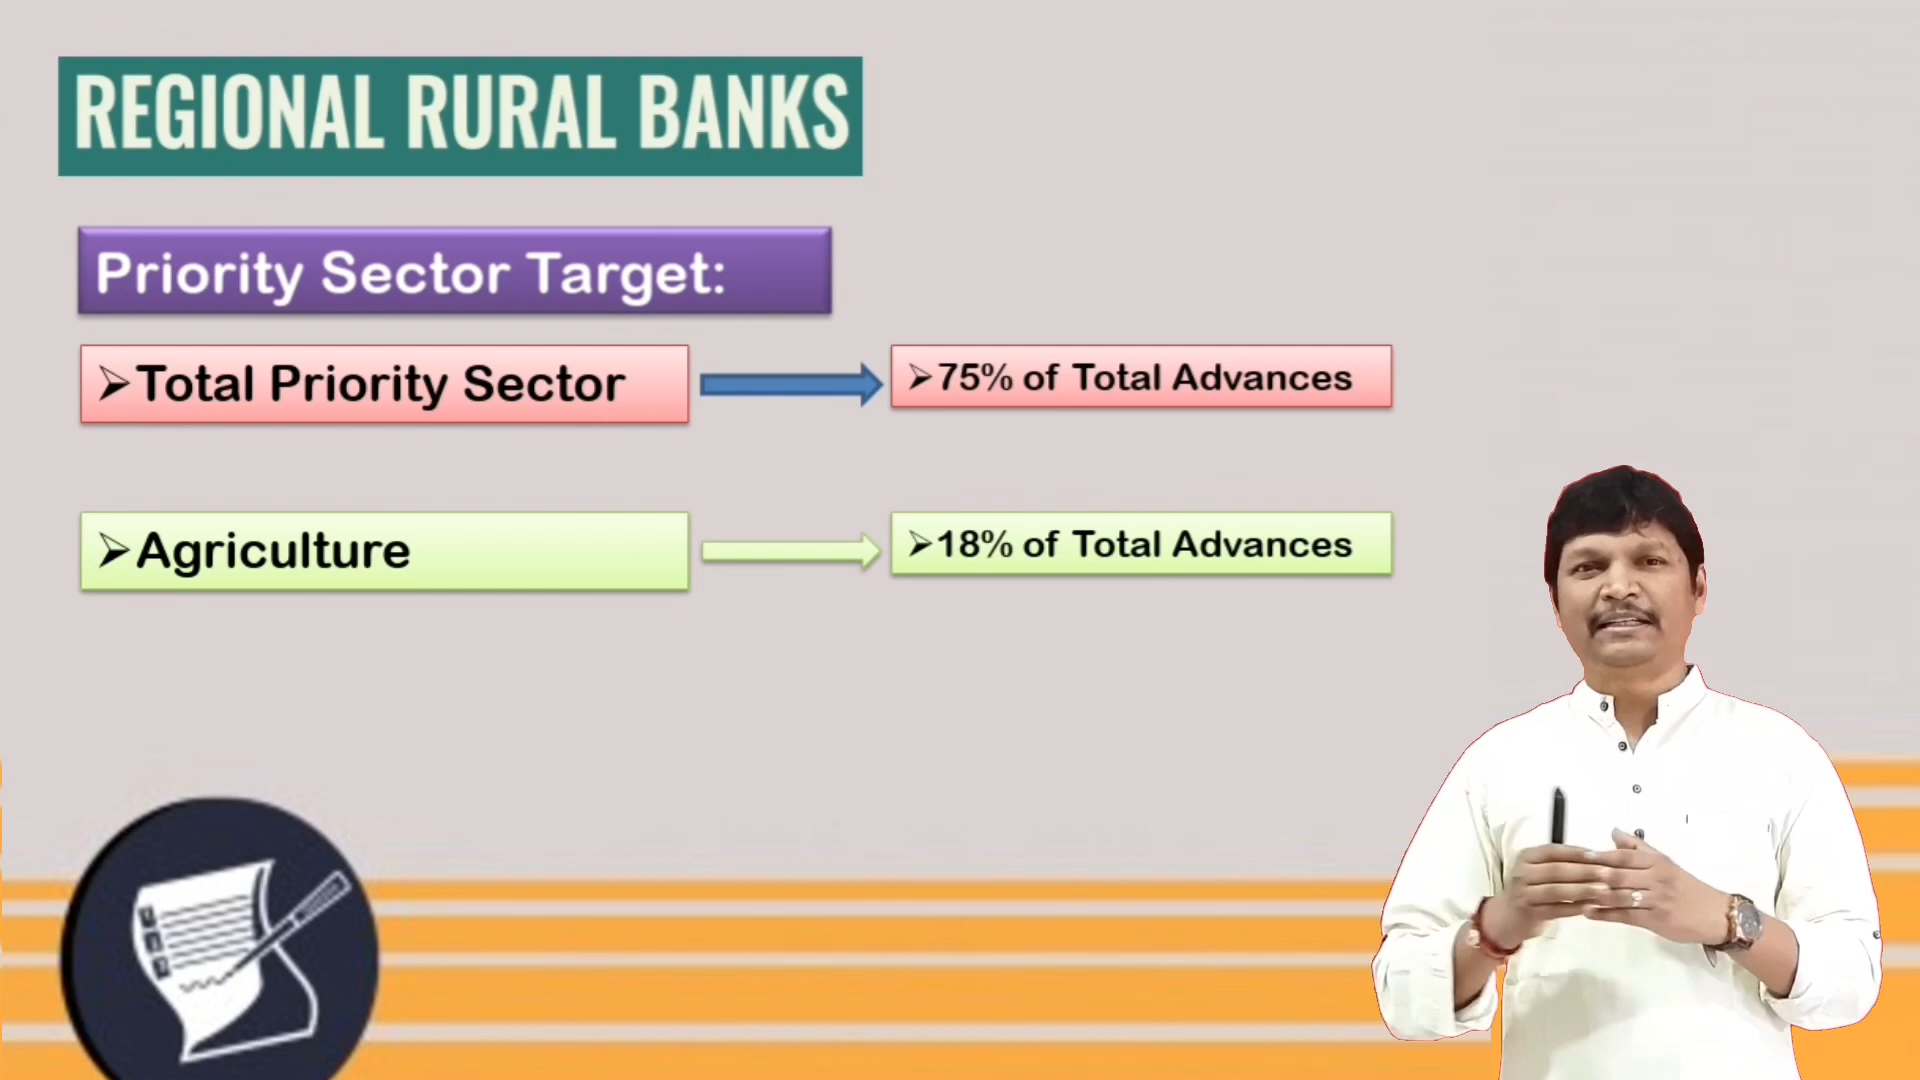 REGIONAL RURAL BANKS
Priority Sector Target:
➢Total Priority Sector
➢75% of Total Advances
➢Agriculture
➢18% of Total Advances